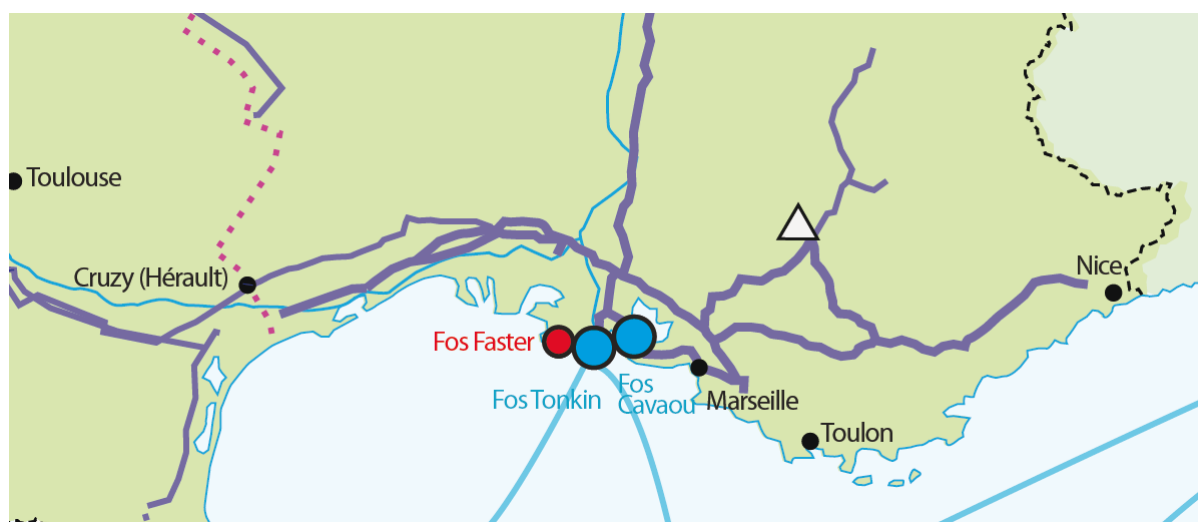 Toulouse
Cruzy (Hérault)
Nice
Fos Faster
Fos Tonkin
Fos
Cavaou
Marseille
Toulon